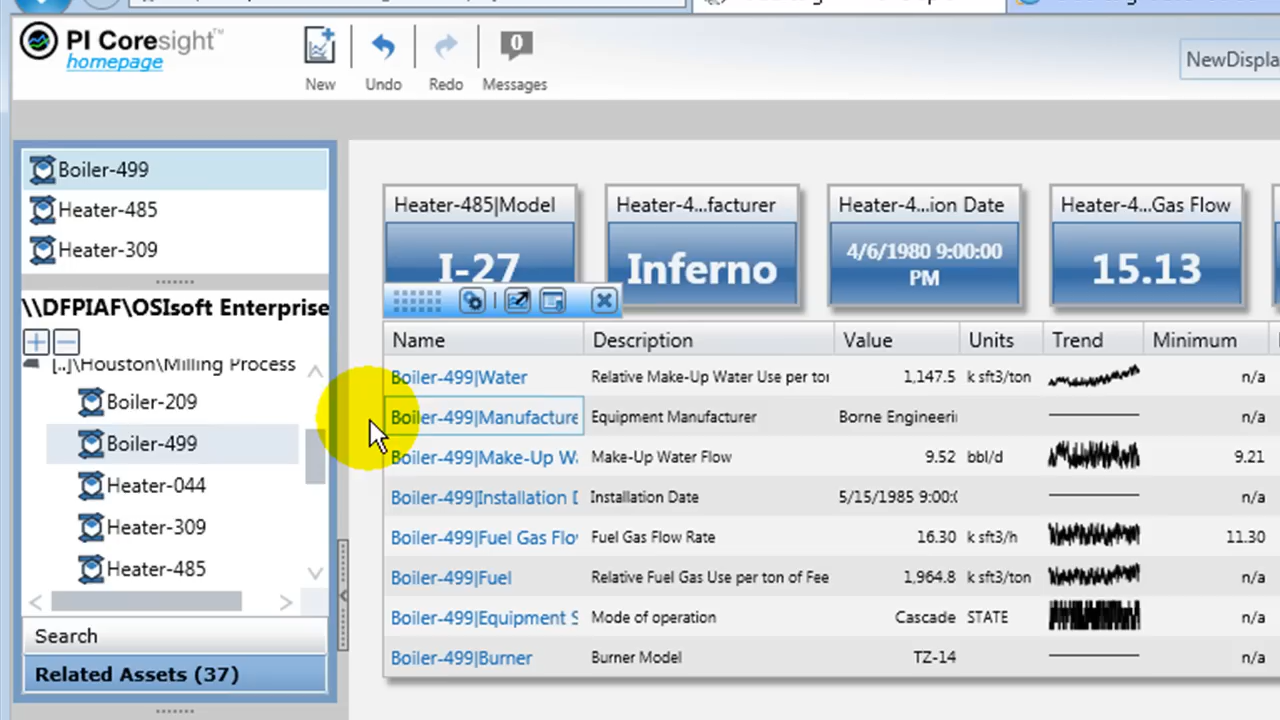 PI Coresight™
homepage
New
Undo
Redo
0
Messages
NewDispla
Boiler-499
Heater-485
Heater-309
\\DFPIAF\OSIsoft Enterprise
[..]\Houston\Milling Process
Boiler-209
Boiler-499
Heater-044
Heater-309
Heater-485
Search
Related Assets (37)
Heater-485|Model
I-27
Heater-4...facturer
Inferno
Heater-4...ion Date
4/6/1980 9:00:00
PM
Heater-4...Gas Flow
15.13
Name Description Value Units Trend Minimum
Boiler-499|Water Relative Make-Up Water Use per tor 1,147.5 k sft3/ton n/a
Boiler-499|Manufacture Equipment Manufacturer Borne Engineeri n/a
Boiler-499|Make-Up Wa Make-Up Water Flow 9.52 bbl/d 9.21
Boiler-499|Installation D Installation Date 5/15/1985 9:00:0 n/a
Boiler-499|Fuel Gas Flo Fuel Gas Flow Rate 16.30 k sft3/h 11.30
Boiler-499|Fuel Relative Fuel Gas Use per ton of Fee 1,964.8 k sft3/ton n/a
Boiler-499|Equipment S Mode of operation Cascade STATE n/a
Boiler-499|Burner Burner Model TZ-14 n/a